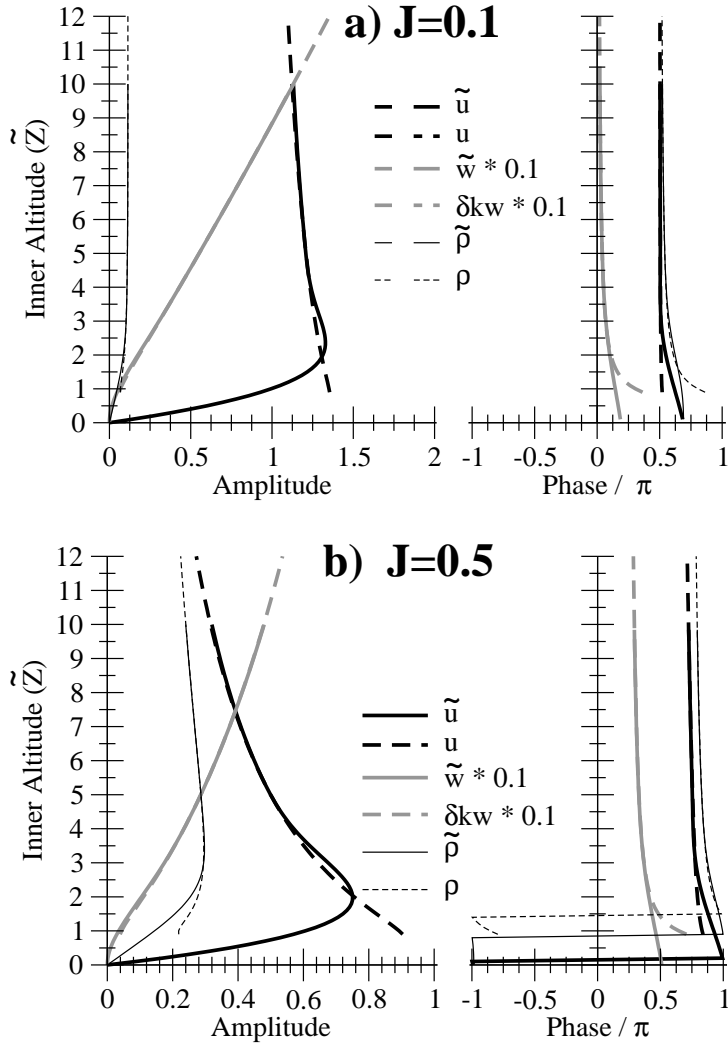 a) J=0.1
12
11
10
9
8
7
6
5
4
3
2
1
0
Inner Altitude (Z̃)
ũ
u
w̃ * 0.1
δkw * 0.1
ρ̃
ρ
0 0.5 1 1.5 2
Amplitude
-1 -0.5 0 0.5 1
Phase / π
b) J=0.5
12
11
10
9
8
7
6
5
4
3
2
1
0
Inner Altitude (Z̃)
ũ
u
w̃ * 0.1
δkw * 0.1
ρ̃
ρ
0 0.2 0.4 0.6 0.8 1
Amplitude
-1 -0.5 0 0.5 1
Phase / π